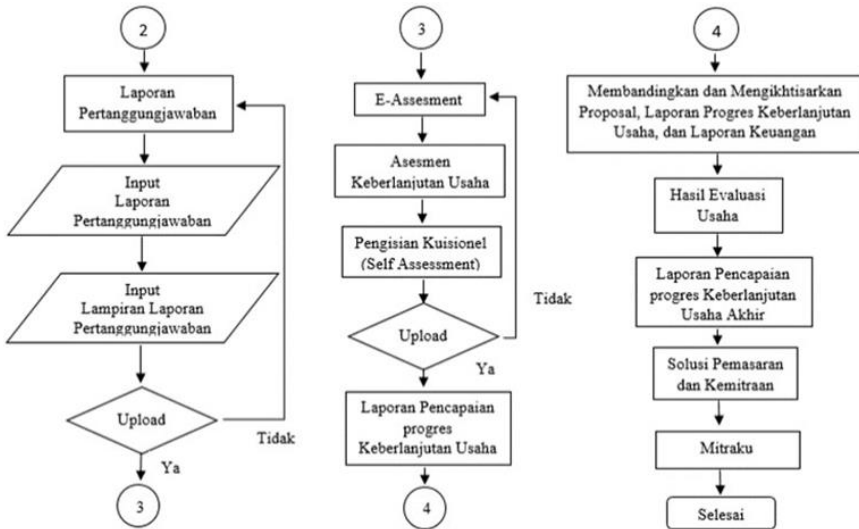 2
Laporan
Pertanggungjawaban
Input
Laporan
Pertanggungjawaban
Input
Lampiran Laporan
Pertanggungjawaban
Upload
Tidak
Ya
3
3
E-Assesment
Asesmen
Keberlanjutan Usaha
Pengisian Kuisionel
(Self Assessment)
Tidak
Upload
Ya
Laporan Pencapaian
progres
Keberlanjutan Usaha
4
4
Membandingkan dan Mengikhtisarkan
Proposal, Laporan Progres Keberlanjutan
Usaha, dan Laporan Keuangan
Hasil Evaluasi
Usaha
Laporan Pencapaian
progres Keberlanjutan
Usaha Akhir
Solusi Pemasaran
dan Kemitraan
Mitraku
Selesai